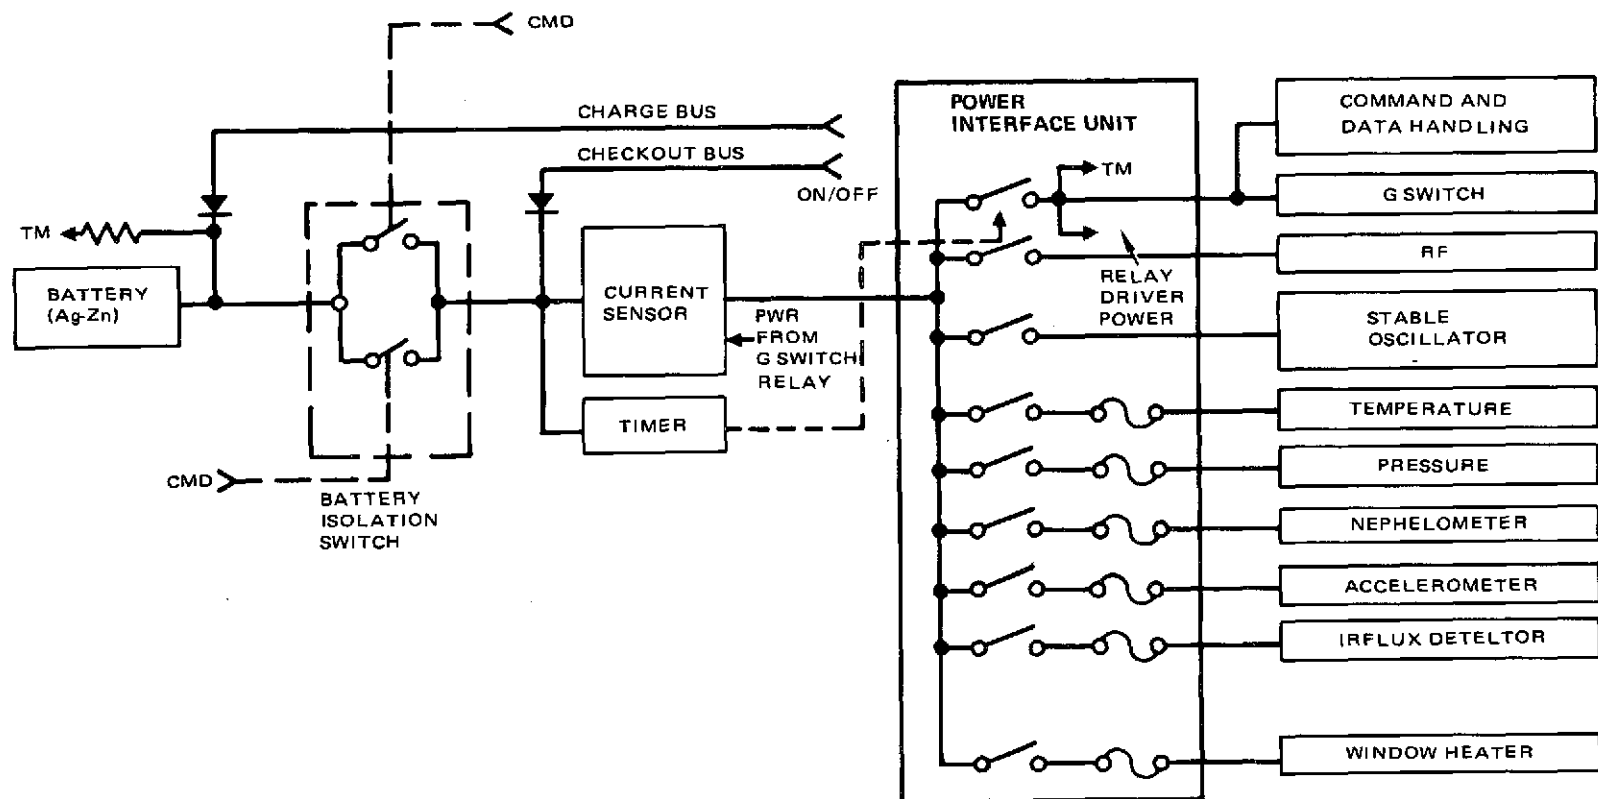 CMD
CHARGE BUS
CHECKOUT BUS
ON/OFF
TM
BATTERY
(Ag-Zn)
CURRENT
SENSOR
PWR
FROM
G SWITCH
RELAY
TIMER
CMD
BATTERY
ISOLATION
SWITCH
POWER
INTERFACE UNIT
TM
RELAY
DRIVER
POWER
COMMAND AND
DATA HANDLING
G SWITCH
RF
STABLE
OSCILLATOR
TEMPERATURE
PRESSURE
NEPHELOMETER
ACCELEROMETER
IRFLUX DETELTOR
WINDOW HEATER